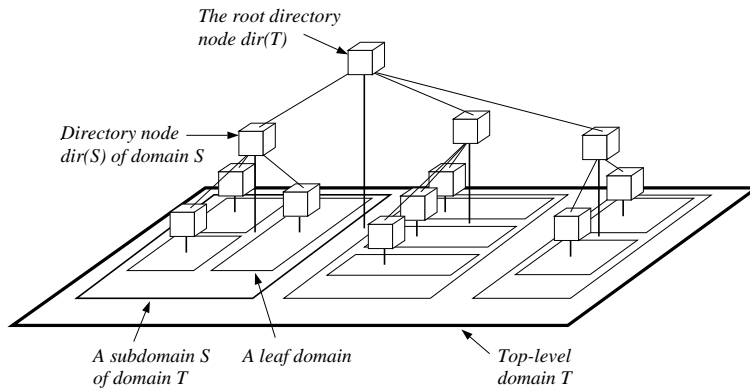 The root directory
node dir(T)
Directory node
dir(S) of domain S
A subdomain S
of domain T
A leaf domain
Top-level
domain T